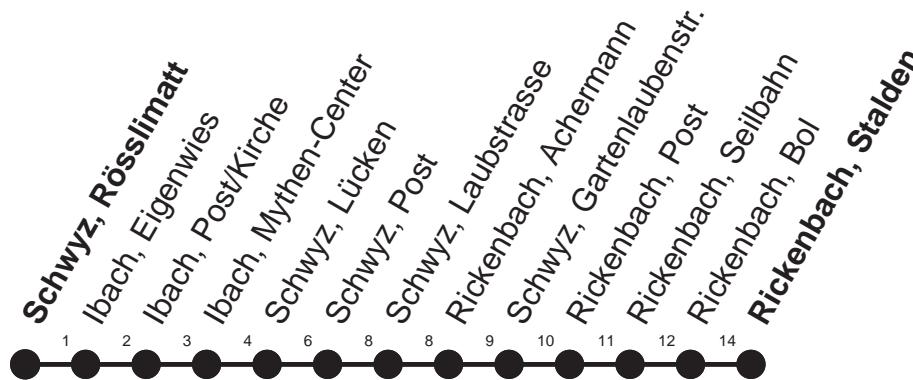 Schwyz, Rösslimatt
Ibach, Eigenwies
Ibach, Post/Kirche
Ibach, Mythen-Center
Schwyz, Lücken
Schwyz, Post
Schwyz, Laubstrasse
Rickenbach, Achermann
Schwyz, Gartenlaubenstr.
Rickenbach, Post
Rickenbach, Seilbahn
Rickenbach, Bol
Rickenbach, Stalden
1 2 3 4 6 8 8 9 10 11 12 14